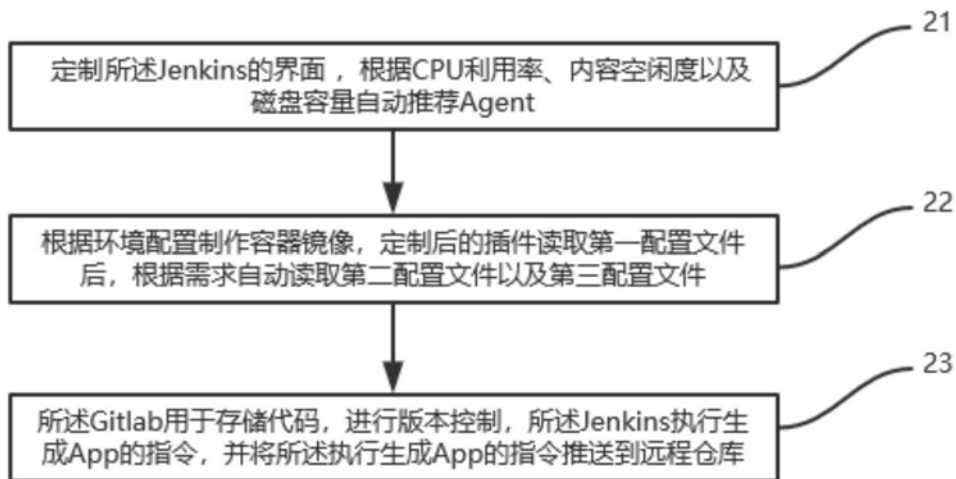 21
定制所述Jenkins的界面，根据CPU利用率、内容空闲度以及
磁盘容量自动推荐Agent
22
根据环境配置制作容器镜像，定制后的插件读取第一配置文件
后，根据需求自动读取第二配置文件以及第三配置文件
23
所述Gitlab用于存储代码，进行版本控制，所述Jenkins执行生
成App的指令，并将所述执行生成App的指令推送到远程仓库